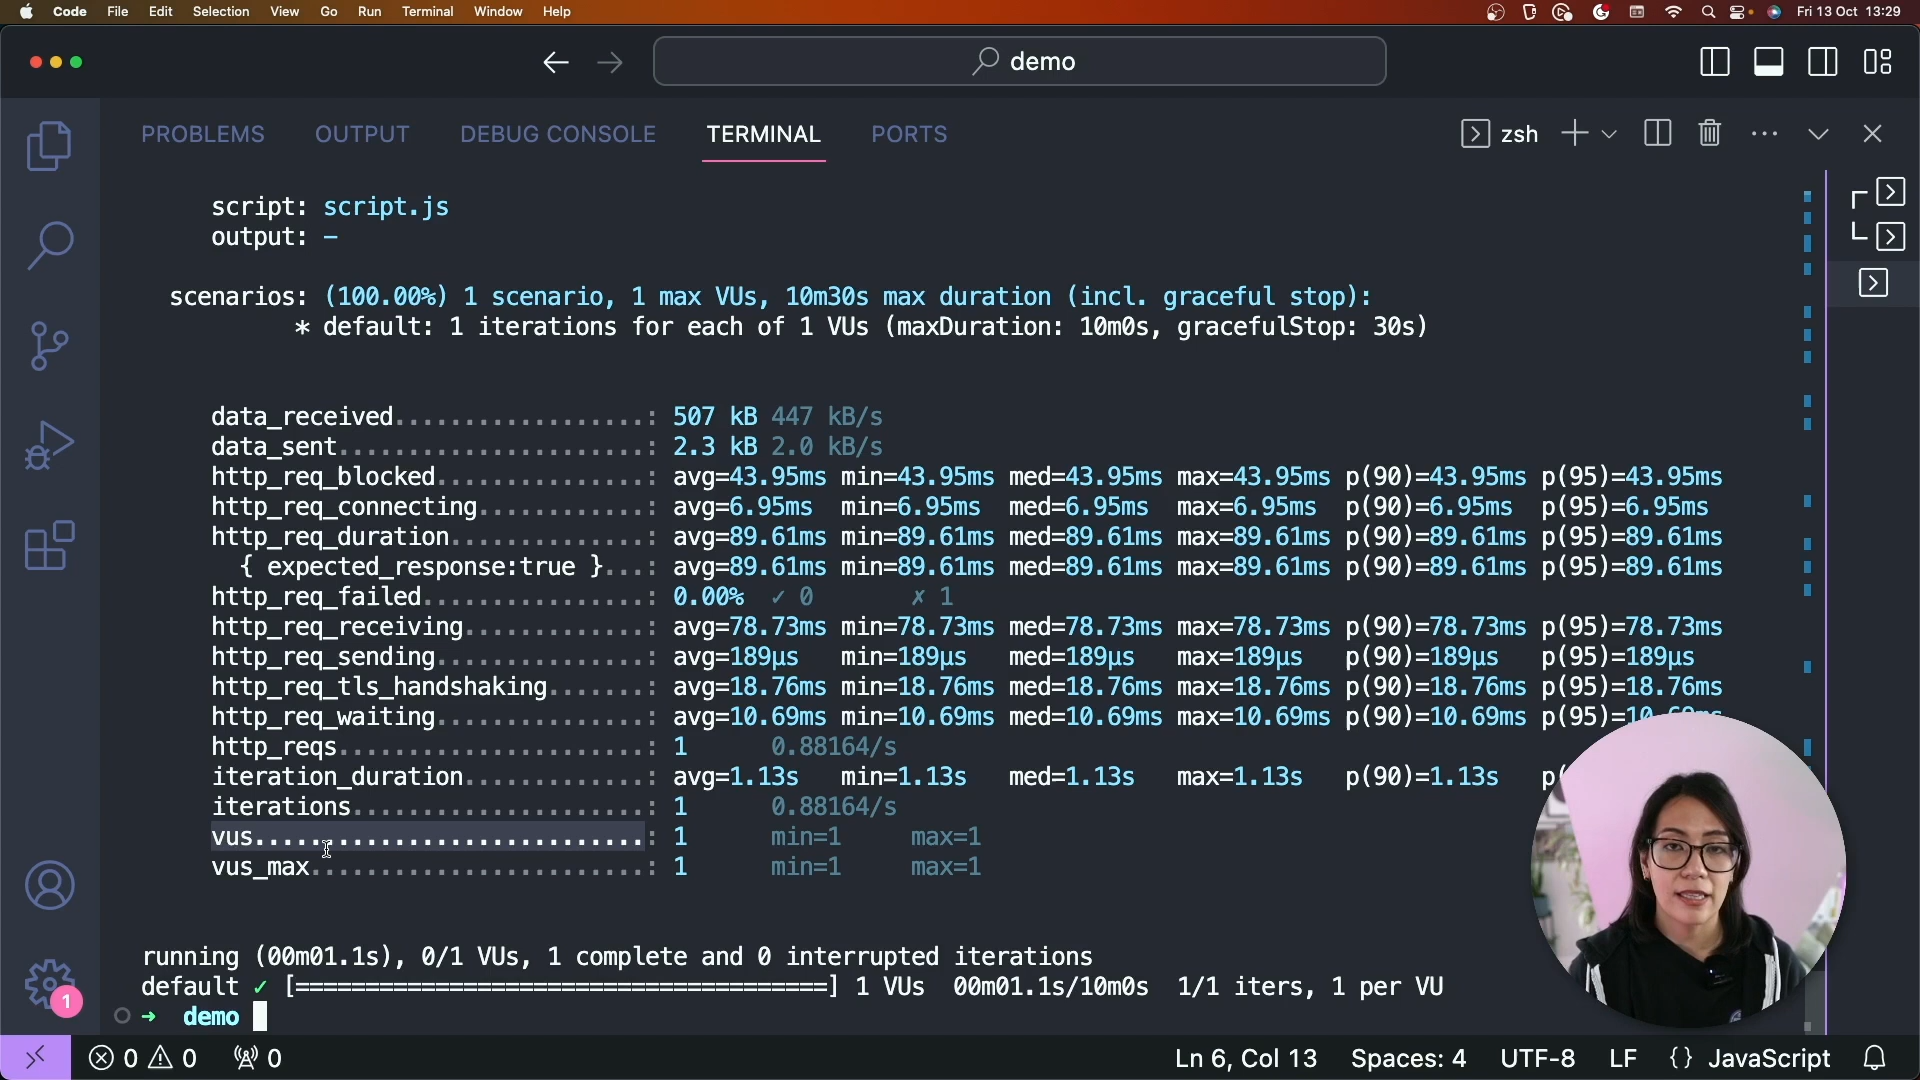 Code File Edit Selection View Go Run Terminal Window Help Fri 13 Oct 13:29
demo
PROBLEMS OUTPUT DEBUG CONSOLE TERMINAL PORTS zsh
script: script.js
output: -
scenarios: (100.00%) 1 scenario, 1 max VUs, 10m30s max duration (incl. graceful stop):
* default: 1 iterations for each of 1 VUs (maxDuration: 10m0s, gracefulStop: 30s)
data_received..................: 507 kB 447 kB/s
data_sent......................: 2.3 kB 2.0 kB/s
http_req_blocked...............: avg=43.95ms min=43.95ms med=43.95ms max=43.95ms p(90)=43.95ms p(95)=43.95ms
http_req_connecting............: avg=6.95ms min=6.95ms med=6.95ms max=6.95ms p(90)=6.95ms p(95)=6.95ms
http_req_duration..............: avg=89.61ms min=89.61ms med=89.61ms max=89.61ms p(90)=89.61ms p(95)=89.61ms
{ expected_response:true }...: avg=89.61ms min=89.61ms med=89.61ms max=89.61ms p(90)=89.61ms p(95)=89.61ms
http_req_failed................: 0.00% ✓ 0 ✗ 1
http_req_receiving.............: avg=78.73ms min=78.73ms med=78.73ms max=78.73ms p(90)=78.73ms p(95)=78.73ms
http_req_sending...............: avg=189µs min=189µs med=189µs max=189µs p(90)=189µs p(95)=189µs
http_req_tls_handshaking.......: avg=18.76ms min=18.76ms med=18.76ms max=18.76ms p(90)=18.76ms p(95)=18.76ms
http_req_waiting...............: avg=10.69ms min=10.69ms med=10.69ms max=10.69ms p(90)=10.69ms p(95)=10.69ms
http_reqs......................: 1 0.88164/s
iteration_duration.............: avg=1.13s min=1.13s med=1.13s max=1.13s p(90)=1.13s p(
iterations.....................: 1 0.88164/s
vus............................: 1 min=1 max=1
vus_max........................: 1 min=1 max=1
running (00m01.1s), 0/1 VUs, 1 complete and 0 interrupted iterations
default ✓ [======================================] 1 VUs 00m01.1s/10m0s 1/1 iters, 1 per VU
1
➜ demo
0 0 0 Ln 6, Col 13 Spaces: 4 UTF-8 LF {} JavaScript